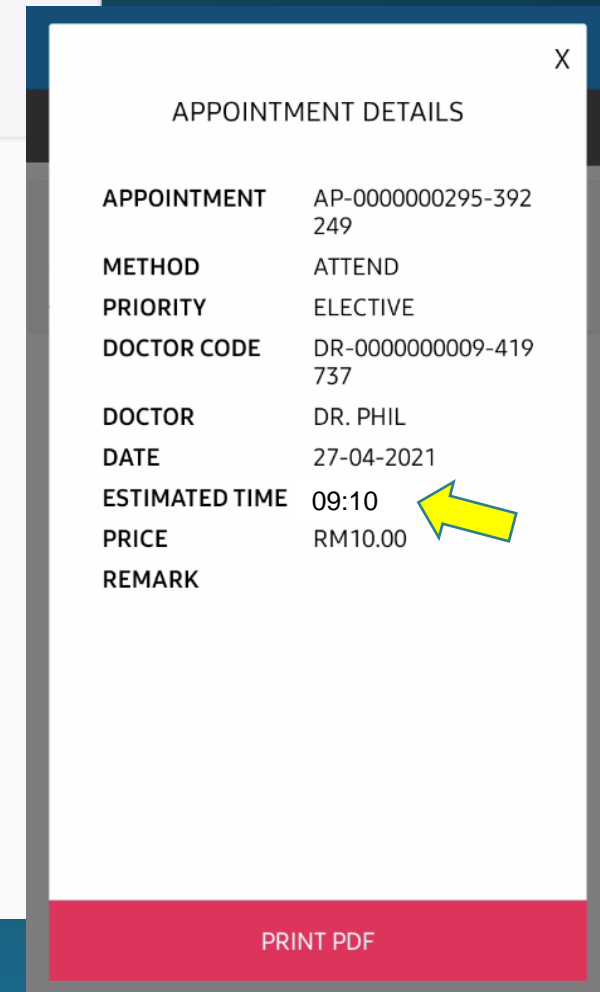 X
APPOINTMENT DETAILS
APPOINTMENT AP-0000000295-392
249
METHOD ATTEND
PRIORITY ELECTIVE
DOCTOR CODE DR-0000000009-419
737
DOCTOR DR. PHIL
DATE 27-04-2021
ESTIMATED TIME 09:10
PRICE RM10.00
REMARK
PRINT PDF